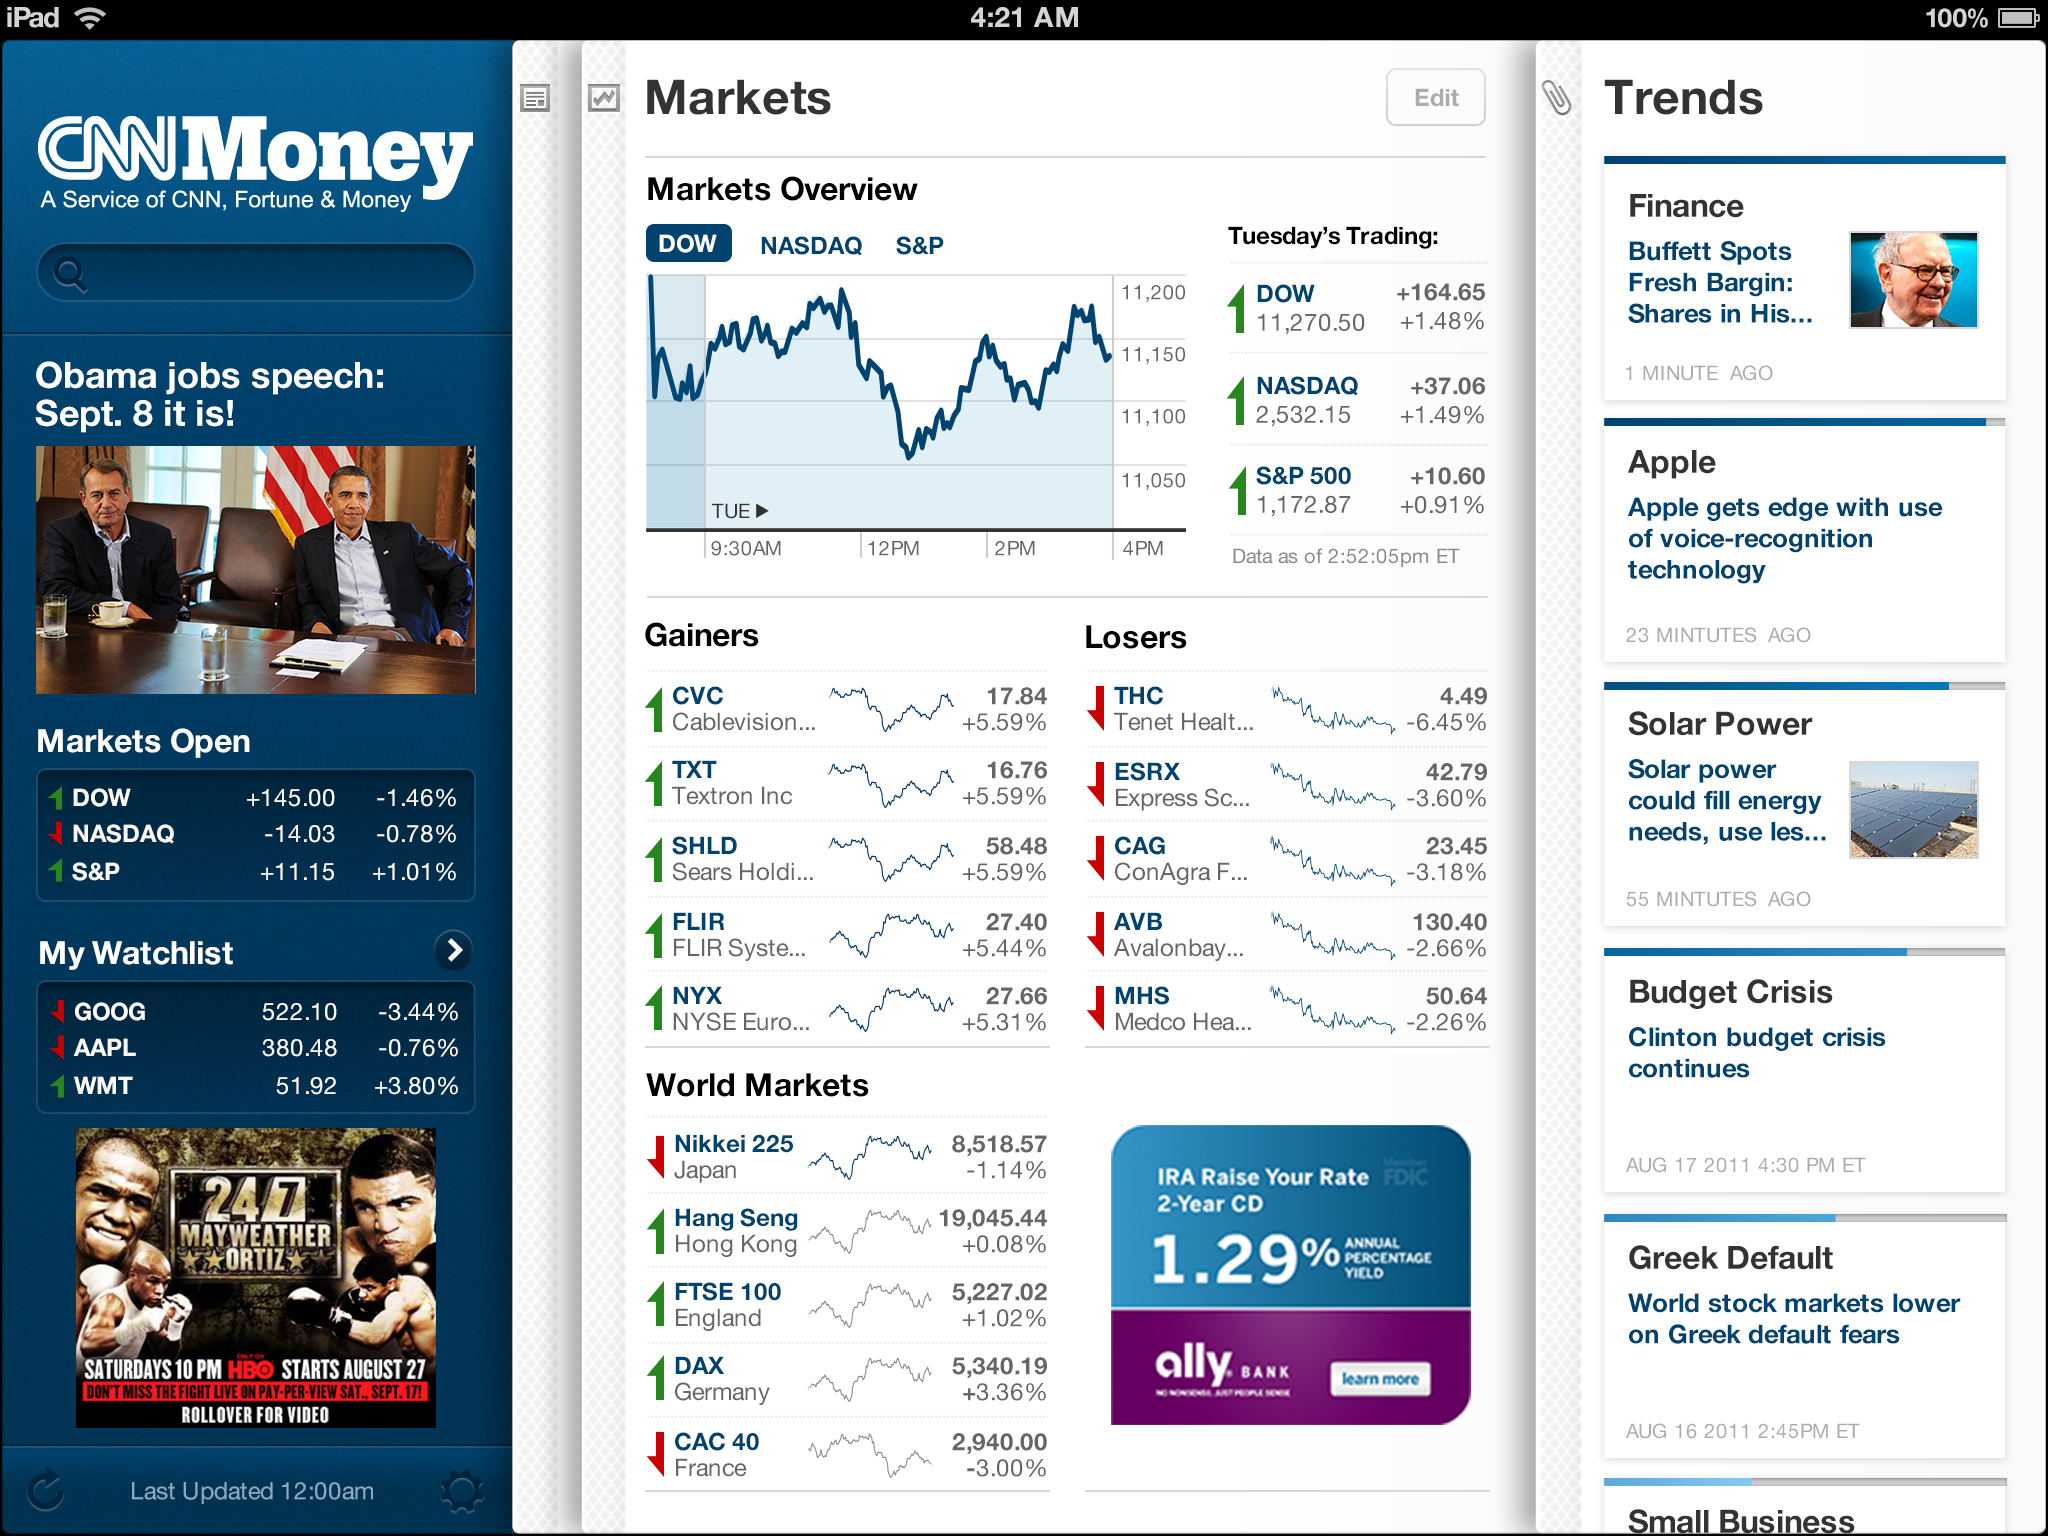 iPad
4:21 AM
100%
CNNMoney
A Service of CNN, Fortune & Money
Obama jobs speech:
Sept. 8 it is!
Markets Open
DOW +145.00 -1.46%
NASDAQ -14.03 -0.78%
S&P +11.15 +1.01%
My Watchlist
GOOG 522.10 -3.44%
AAPL 380.48 -0.76%
WMT 51.92 +3.80%
24/7
MAYWEATHER
ORTIZ
SATURDAYS 10 PM ONLY ON HBO STARTS AUGUST 27
DON'T MISS THE FIGHT LIVE ON PAY-PER-VIEW SAT., SEPT. 17!
ROLLOVER FOR VIDEO
Last Updated 12:00am
Markets
Edit
Markets Overview
DOW NASDAQ S&P
11,200
11,150
11,100
11,050
TUE ▶
9:30AM 12PM 2PM 4PM
Tuesday's Trading:
DOW +164.65
11,270.50 +1.48%
NASDAQ +37.06
2,532.15 +1.49%
S&P 500 +10.60
1,172.87 +0.91%
Data as of 2:52:05pm ET
Gainers
CVC 17.84
Cablevision... +5.59%
TXT 16.76
Textron Inc +5.59%
SHLD 58.48
Sears Holdi... +5.59%
FLIR 27.40
FLIR Syste... +5.44%
NYX 27.66
NYSE Euro... +5.31%
Losers
THC 4.49
Tenet Healt... -6.45%
ESRX 42.79
Express Sc... -3.60%
CAG 23.45
ConAgra F... -3.18%
AVB 130.40
Avalonbay... -2.66%
MHS 50.64
Medco Hea... -2.26%
World Markets
Nikkei 225 8,518.57
Japan -1.14%
Hang Seng 19,045.44
Hong Kong +0.08%
FTSE 100 5,227.02
England +1.02%
DAX 5,340.19
Germany +3.36%
CAC 40 2,940.00
France -3.00%
IRA Raise Your Rate
2-Year CD
Member
FDIC
1.29% ANNUAL
PERCENTAGE
YIELD
ally BANK
NO NONSENSE. JUST PEOPLE SENSE
learn more
Trends
Finance
Buffett Spots
Fresh Bargin:
Shares in His...
1 MINUTE AGO
Apple
Apple gets edge with use
of voice-recognition
technology
23 MINTUTES AGO
Solar Power
Solar power
could fill energy
needs, use les...
55 MINTUTES AGO
Budget Crisis
Clinton budget crisis
continues
AUG 17 2011 4:30 PM ET
Greek Default
World stock markets lower
on Greek default fears
AUG 16 2011 2:45PM ET
Small Business